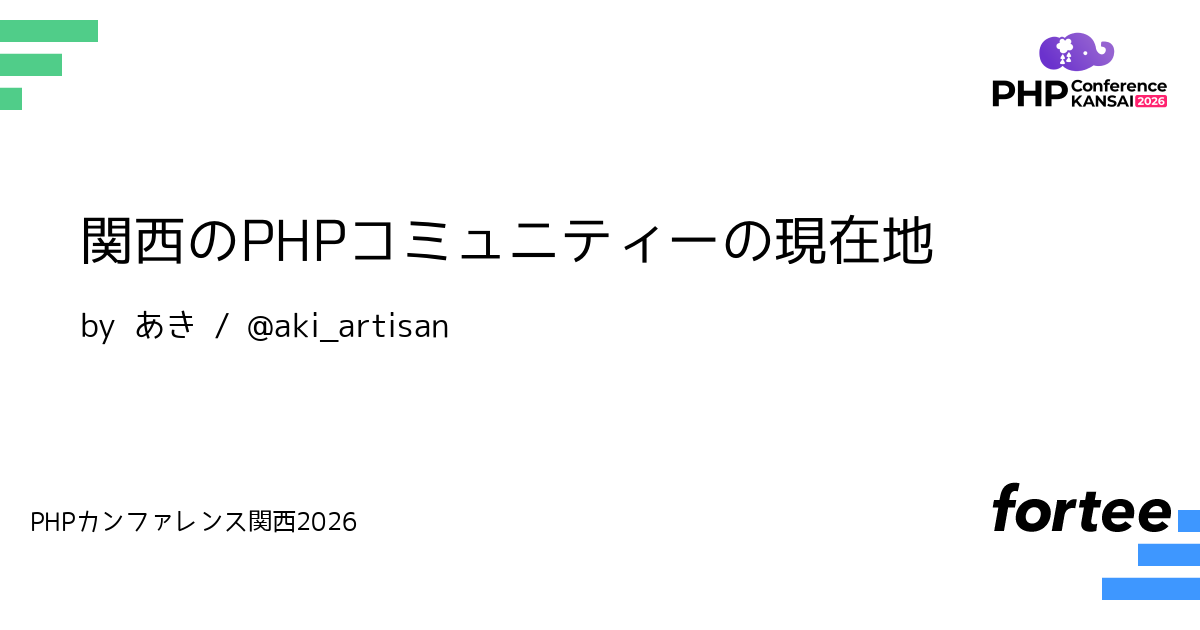 PHP Conference
KANSAI 2026
関西のPHPコミュニティーの現在地
by あき / @aki_artisan
PHPカンファレンス関西2026
fortee